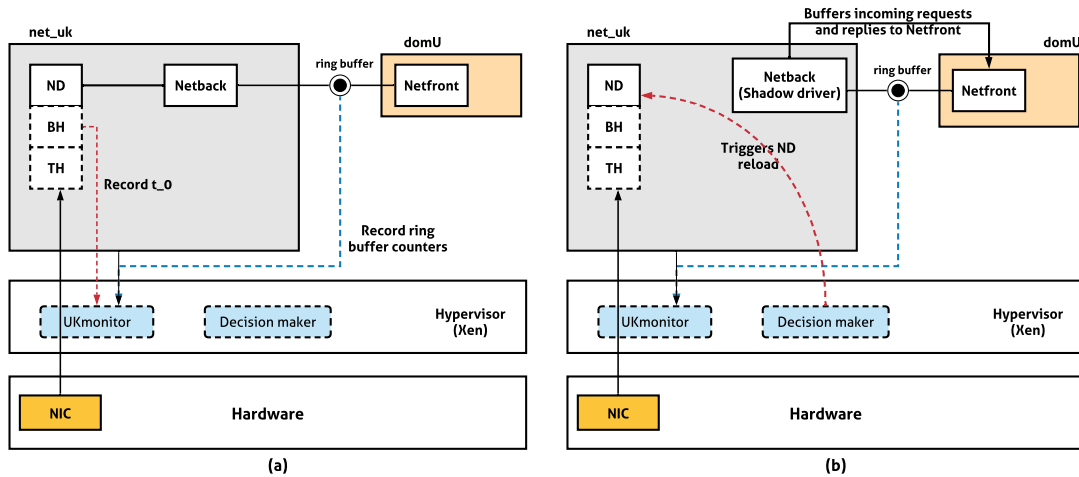 net_uk
domU
ND
Netback
ring buffer
Netfront
BH
TH
Record t_0
Record ring
buffer counters
UKmonitor
Decision maker
Hypervisor
(Xen)
NIC
Hardware
(a)
Buffers incoming requests
and replies to Netfront
net_uk
domU
ND
Netback
(Shadow driver)
ring buffer
Netfront
BH
TH
Triggers ND
reload
UKmonitor
Decision maker
Hypervisor
(Xen)
NIC
Hardware
(b)